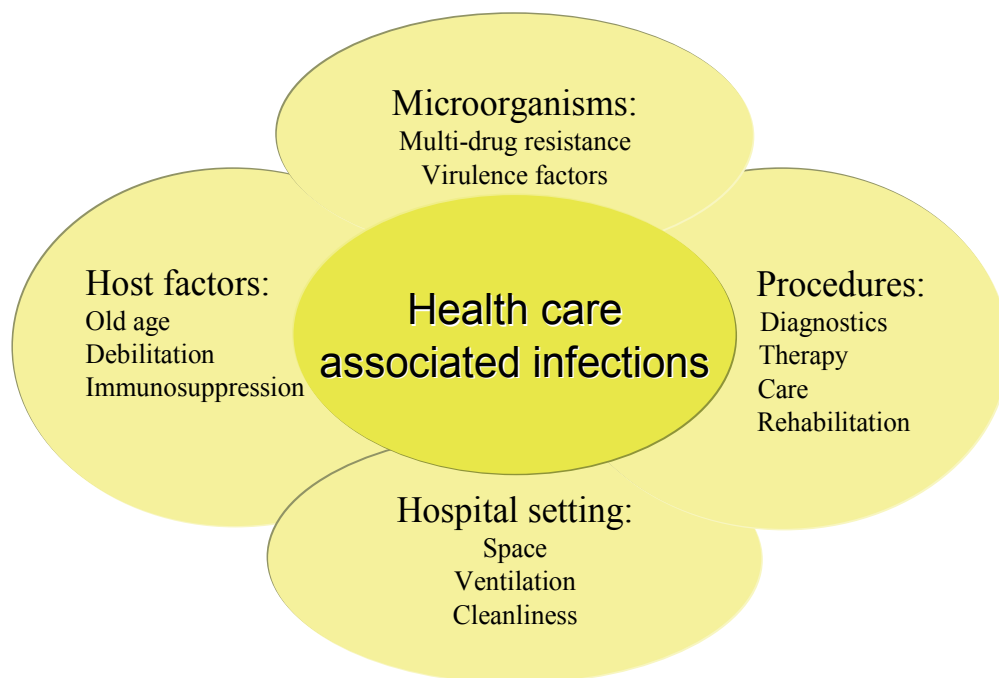 Microorganisms:
Multi-drug resistance
Virulence factors
Host factors:
Old age
Debilitation
Immunosuppression
Health care
associated infections
Procedures:
Diagnostics
Therapy
Care
Rehabilitation
Hospital setting:
Space
Ventilation
Cleanliness